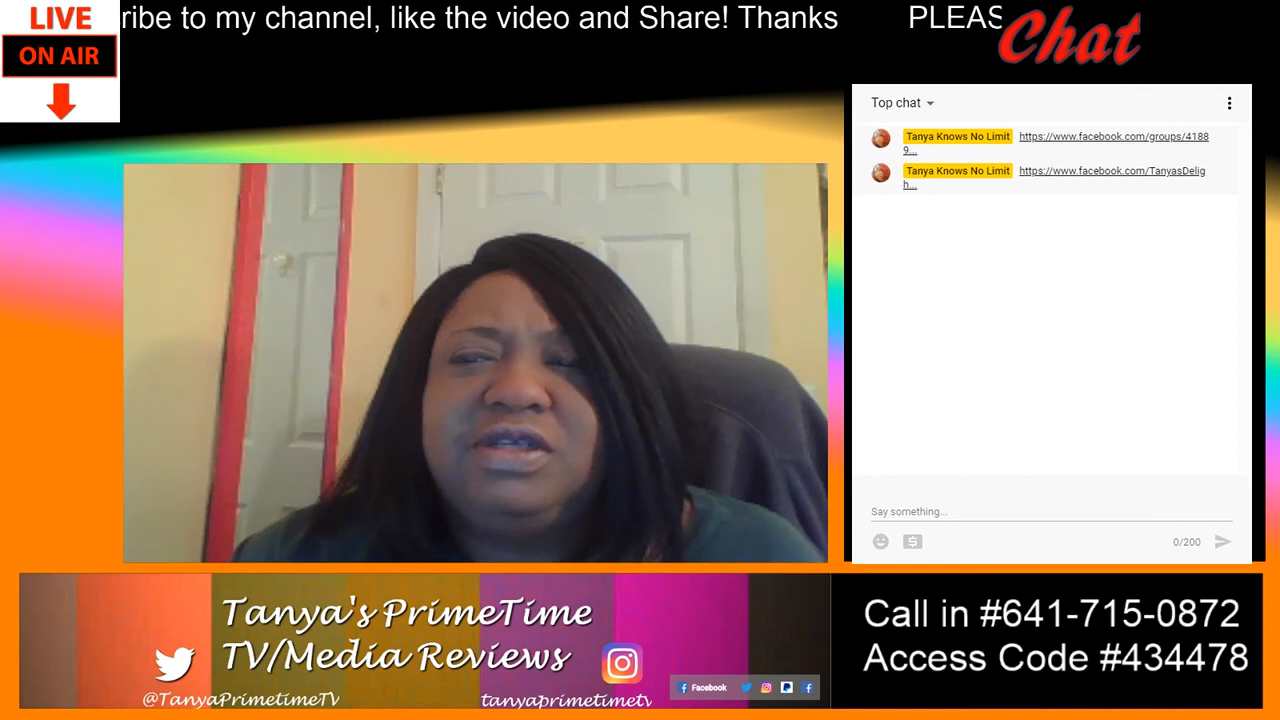 LIVE
ON AIR
ribe to my channel, like the video and Share! Thanks PLEAS
Chat
Top chat
Tanya Knows No Limit https://www.facebook.com/groups/4188
9...
Tanya Knows No Limit https://www.facebook.com/TanyasDelig
h...
Say something...
0/200
Tanya's PrimeTime
TV/Media Reviews
@TanyaPrimetimeTV
tanyaprimetimetv
Facebook
Call in #641-715-0872
Access Code #434478